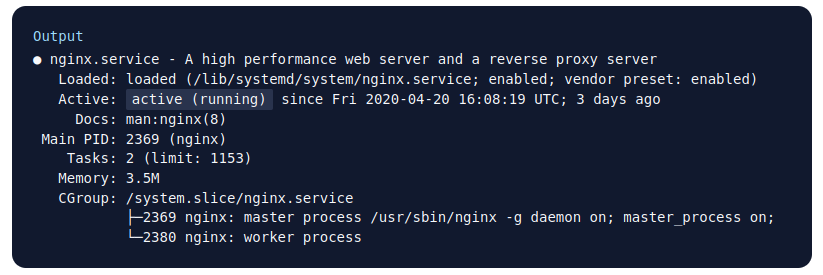 Output
● nginx.service - A high performance web server and a reverse proxy server
   Loaded: loaded (/lib/systemd/system/nginx.service; enabled; vendor preset: enabled)
   Active: active (running) since Fri 2020-04-20 16:08:19 UTC; 3 days ago
     Docs: man:nginx(8)
 Main PID: 2369 (nginx)
    Tasks: 2 (limit: 1153)
   Memory: 3.5M
   CGroup: /system.slice/nginx.service
           ├─2369 nginx: master process /usr/sbin/nginx -g daemon on; master_process on;
           └─2380 nginx: worker process